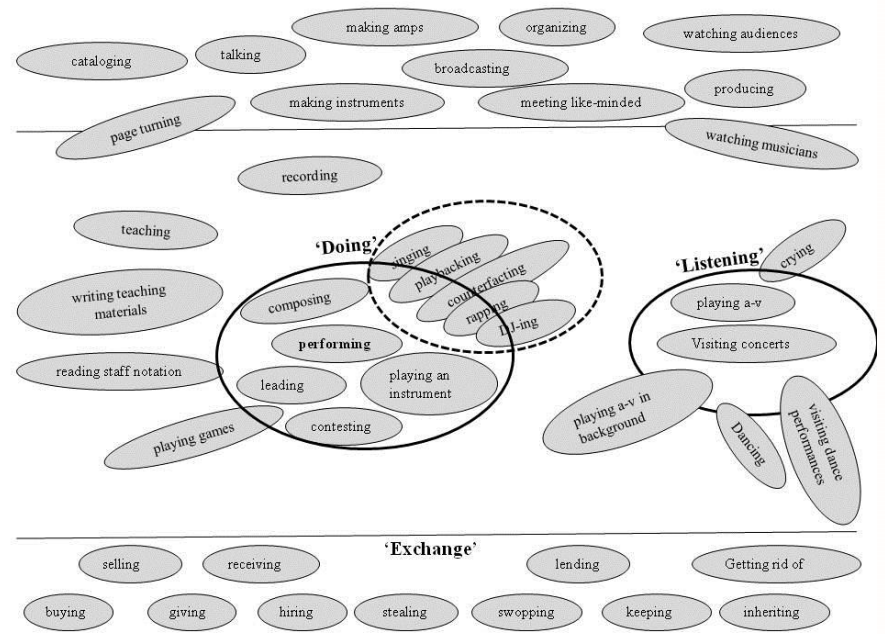 making amps
organizing
watching audiences
cataloging
talking
broadcasting
producing
making instruments
meeting like-minded
page turning
watching musicians
recording
teaching
‘Doing’
singing
playbacking
counterfacting
rapping
DJ-ing
‘Listening’
crying
writing teaching
materials
composing
playing a-v
performing
Visiting concerts
reading staff notation
leading
playing an
instrument
contesting
playing games
playing a-v in
background
Dancing
visiting dance
performances
‘Exchange’
selling
receiving
lending
Getting rid of
buying
giving
hiring
stealing
swopping
keeping
inheriting